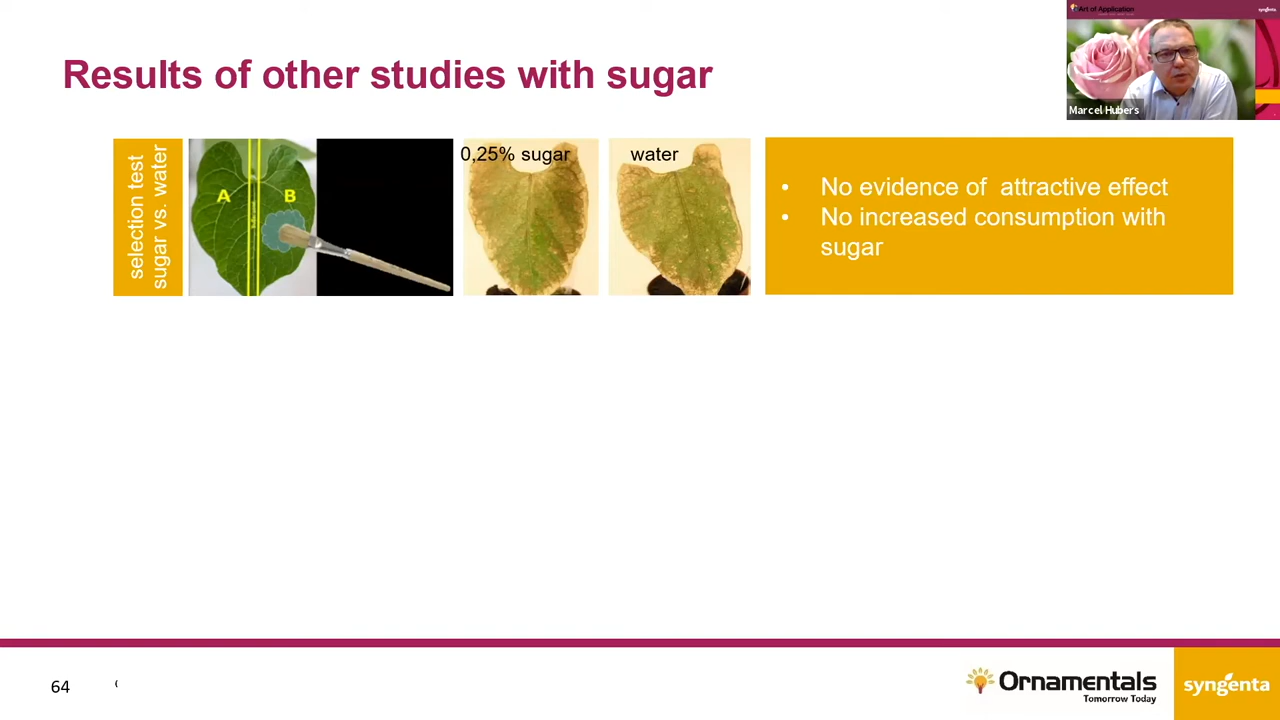 Art of Application
syngenta
Marcel Hubers
Results of other studies with sugar
selection test
sugar vs. water
A
B
0,25% sugar
water
• No evidence of  attractive effect
• No increased consumption with
sugar
64
Ornamentals
Tomorrow Today
syngenta